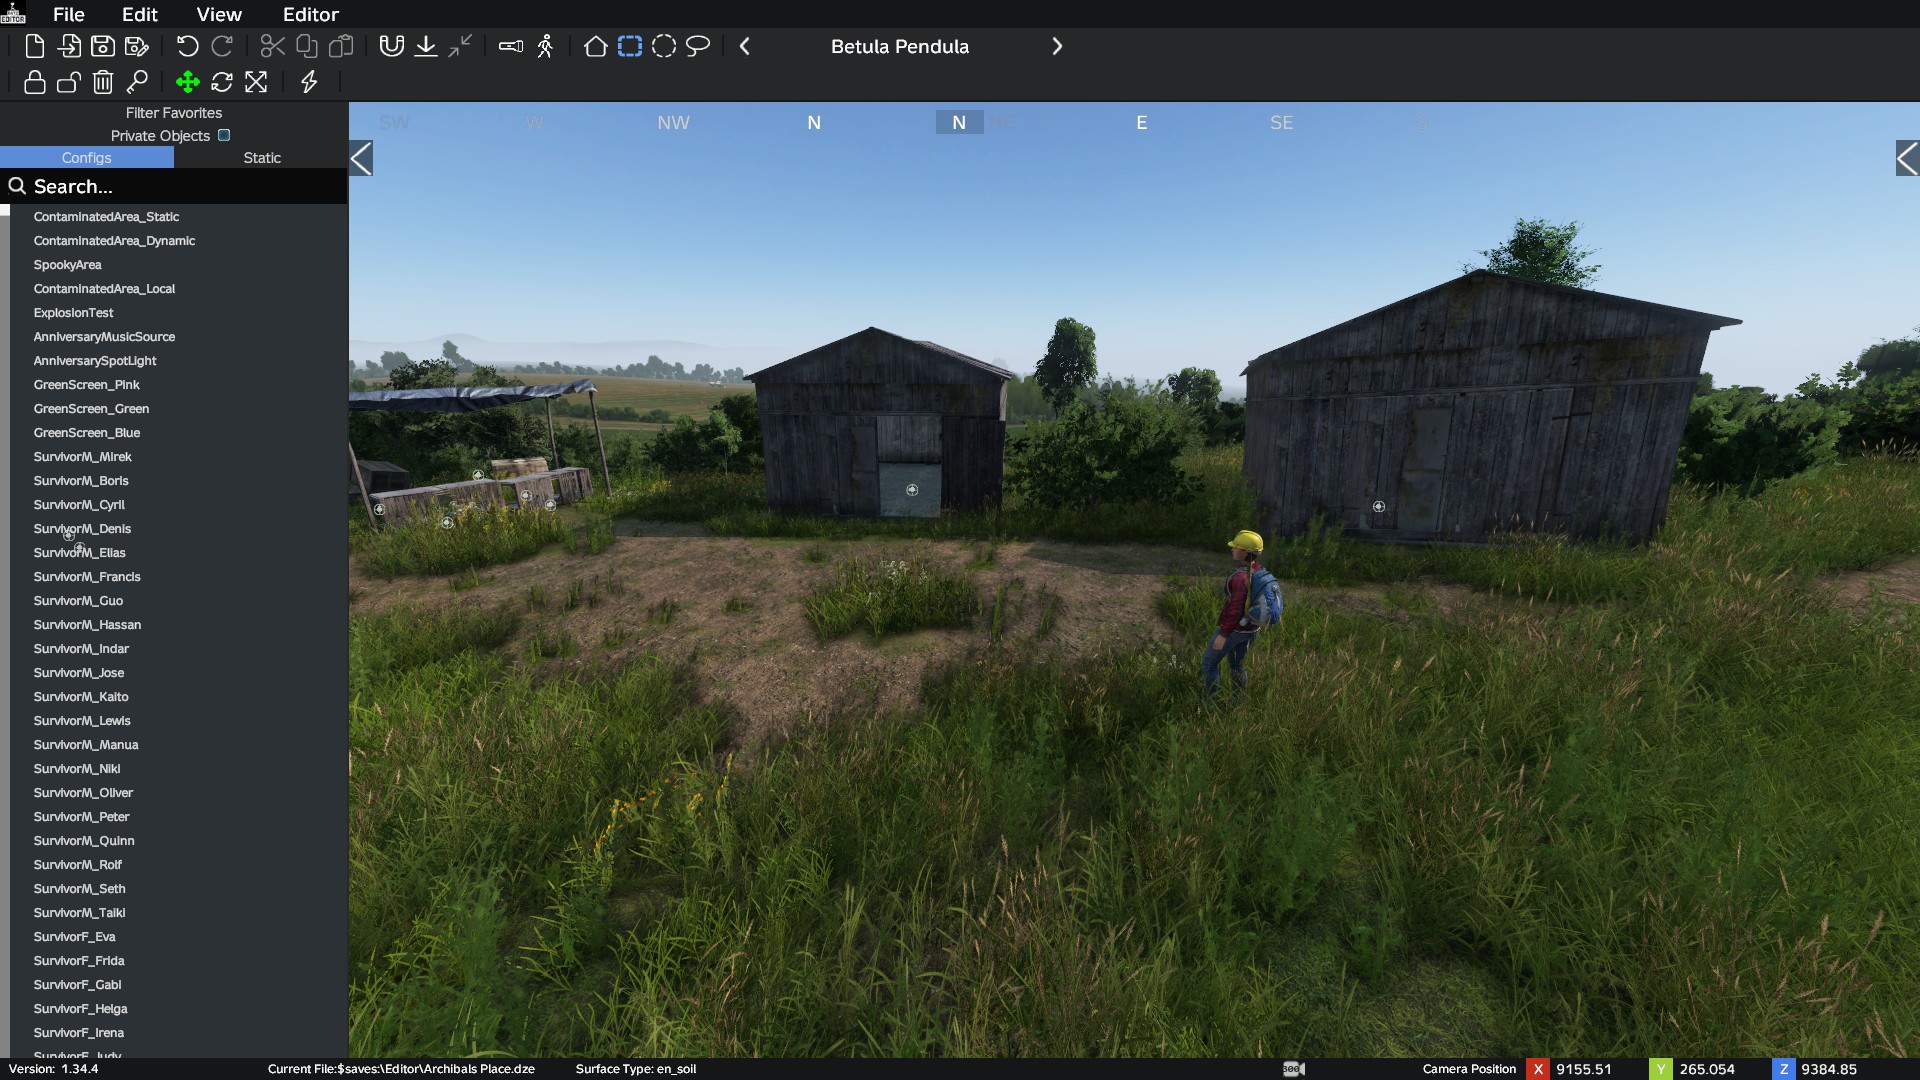 EDITOR
File Edit View Editor
Betula Pendula
Filter Favorites
Private Objects
Configs Static
Search...
SW W NW N N NE E SE S
ContaminatedArea_Static
ContaminatedArea_Dynamic
SpookyArea
ContaminatedArea_Local
ExplosionTest
AnniversaryMusicSource
AnniversarySpotLight
GreenScreen_Pink
GreenScreen_Green
GreenScreen_Blue
SurvivorM_Mirek
SurvivorM_Boris
SurvivorM_Cyril
SurvivorM_Denis
SurvivorM_Elias
SurvivorM_Francis
SurvivorM_Guo
SurvivorM_Hassan
SurvivorM_Indar
SurvivorM_Jose
SurvivorM_Kaito
SurvivorM_Lewis
SurvivorM_Manua
SurvivorM_Niki
SurvivorM_Oliver
SurvivorM_Peter
SurvivorM_Quinn
SurvivorM_Rolf
SurvivorM_Seth
SurvivorM_Taiki
SurvivorF_Eva
SurvivorF_Frida
SurvivorF_Gabi
SurvivorF_Helga
SurvivorF_Irena
SurvivorF_Judy
Version: 1.34.4 Current File:$saves:\Editor\Archibals Place.dze Surface Type: en_soil Camera Position X 9155.51 Y 265.054 Z 9384.85